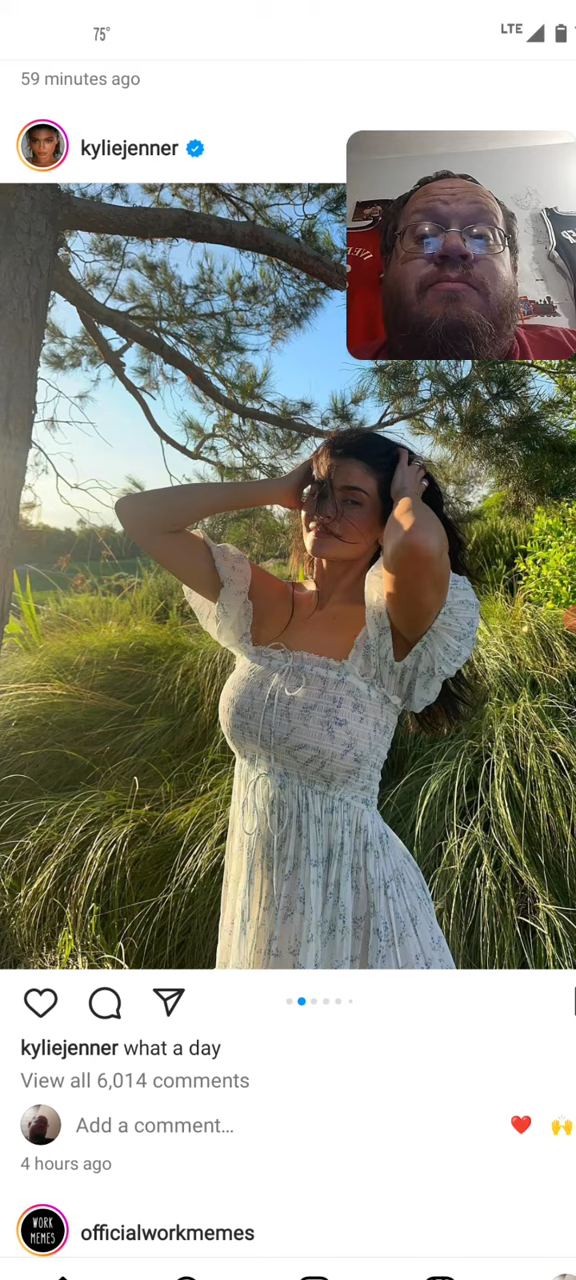 75°
LTE
59 minutes ago
kyliejenner
kyliejenner what a day
View all 6,014 comments
Add a comment...
4 hours ago
WORK
MEMES
officialworkmemes